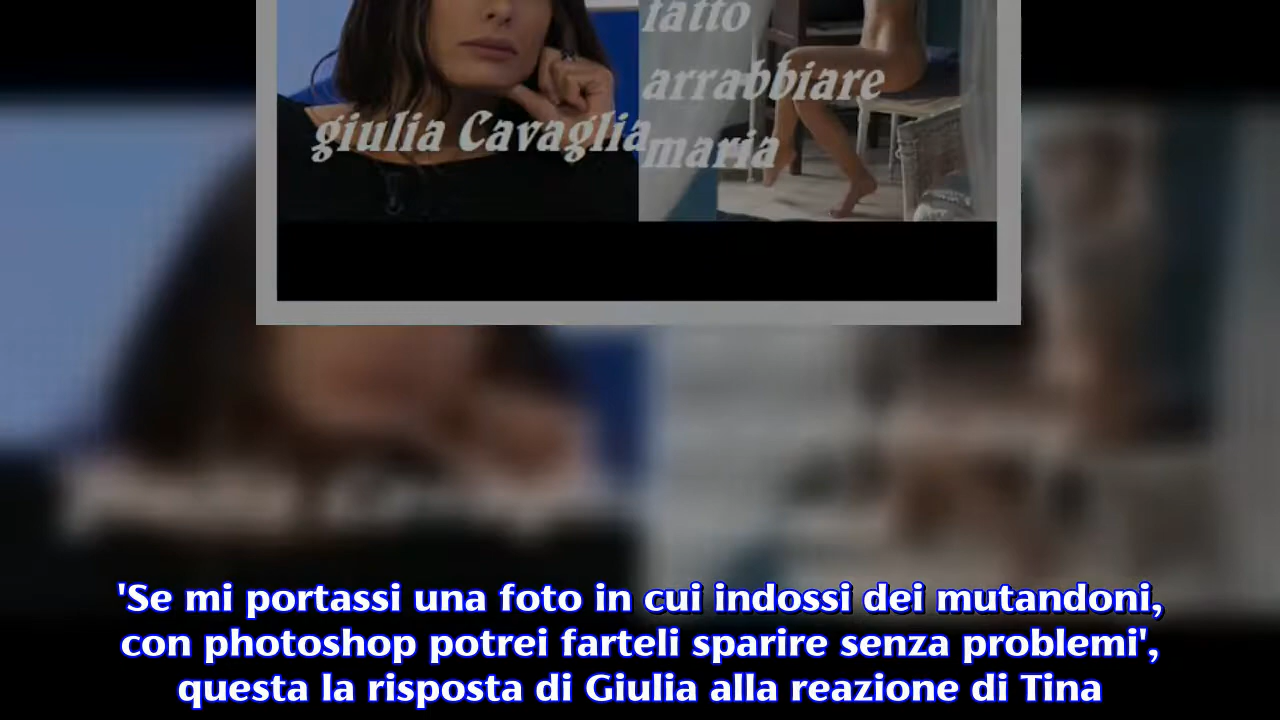 fatto
arrabbiare
giulia Cavaglia
maria
'Se mi portassi una foto in cui indossi dei mutandoni,
con photoshop potrei farteli sparire senza problemi',
questa la risposta di Giulia alla reazione di Tina